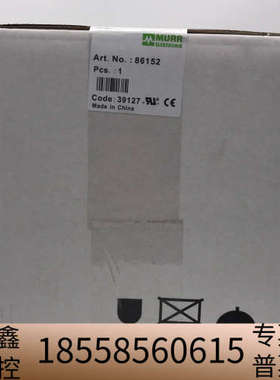 MURR
ELEKTRONIK
Art. No. : 86152
Pcs. : 1
Code: 39127
Made in China
鑫
控
18558560615
专
普